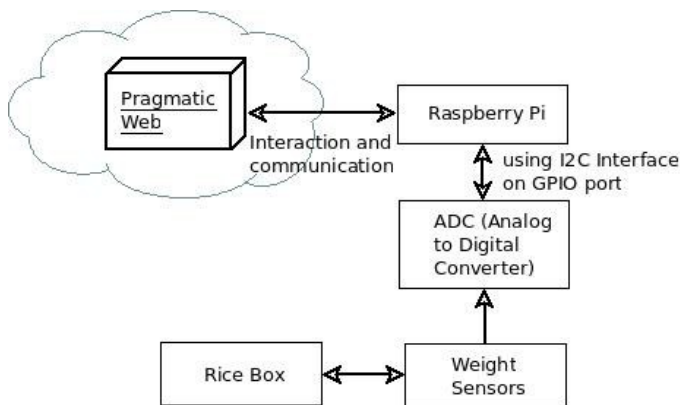 Pragmatic
Web
Interaction and
communication
Raspberry Pi
using I2C Interface
on GPIO port
ADC (Analog
to Digital
Converter)
Rice Box
Weight
Sensors